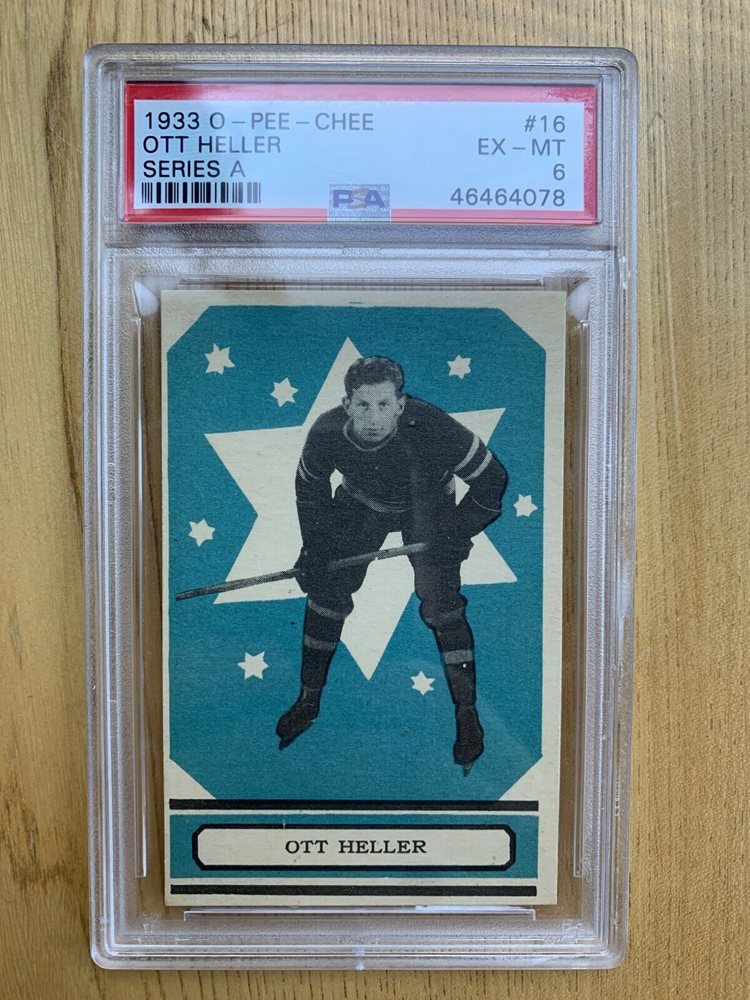 1933 O-PEE-CHEE #16
OTT HELLER EX-MT
SERIES A 6
PSA 46464078
OTT HELLER